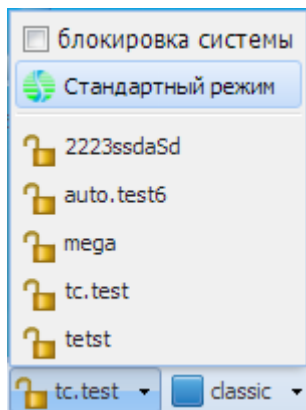 блокировка системы
Стандартный режим
2223ssdaSd
auto.test6
mega
tc.test
tetst
tc.test classic